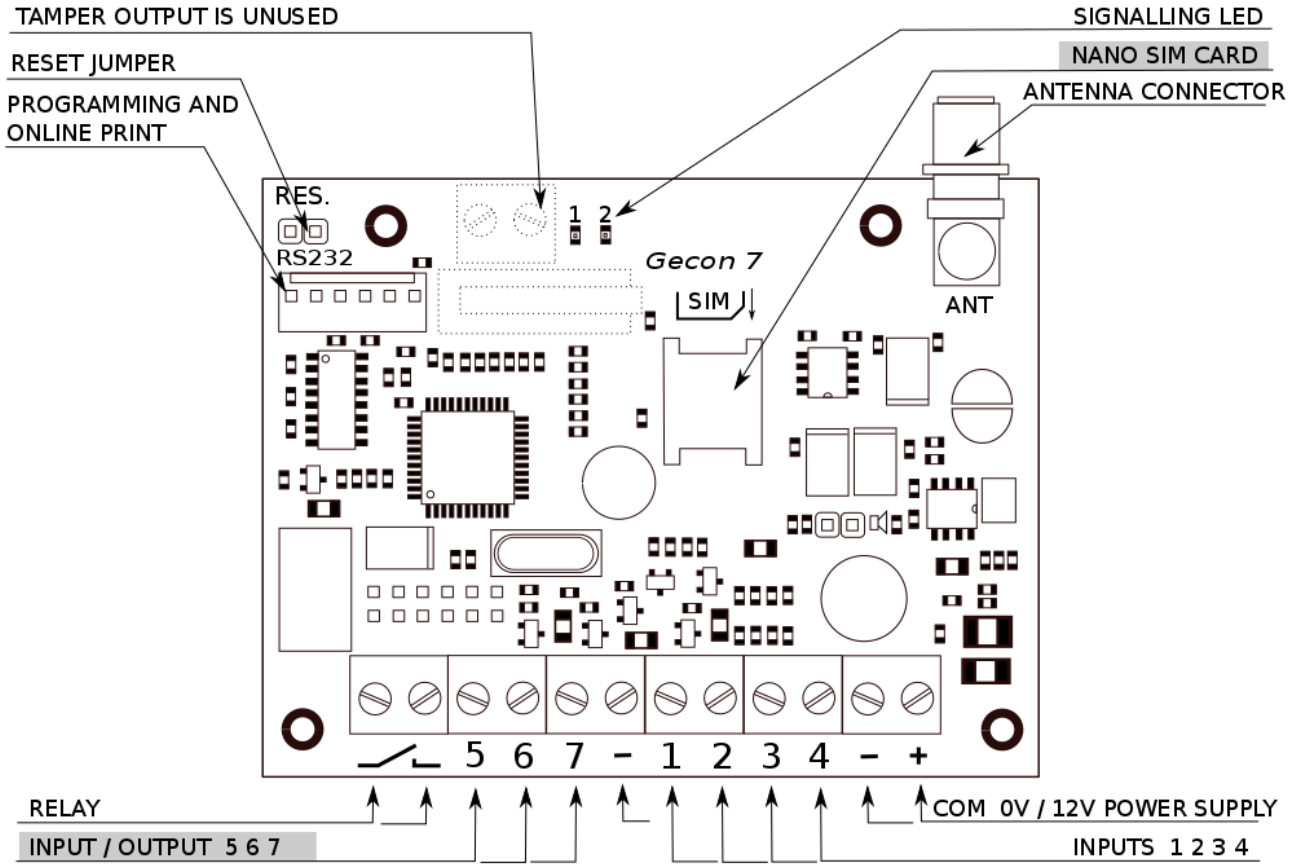 TAMPER OUTPUT IS UNUSED
SIGNALLING LED
RESET JUMPER
NANO SIM CARD
PROGRAMMING AND
ONLINE PRINT
ANTENNA CONNECTOR
RES.
1 2
RS232
Gecon 7
SIM
ANT
5 6 7 – 1 2 3 4 – +
RELAY
COM 0V / 12V POWER SUPPLY
INPUT / OUTPUT 5 6 7
INPUTS 1 2 3 4